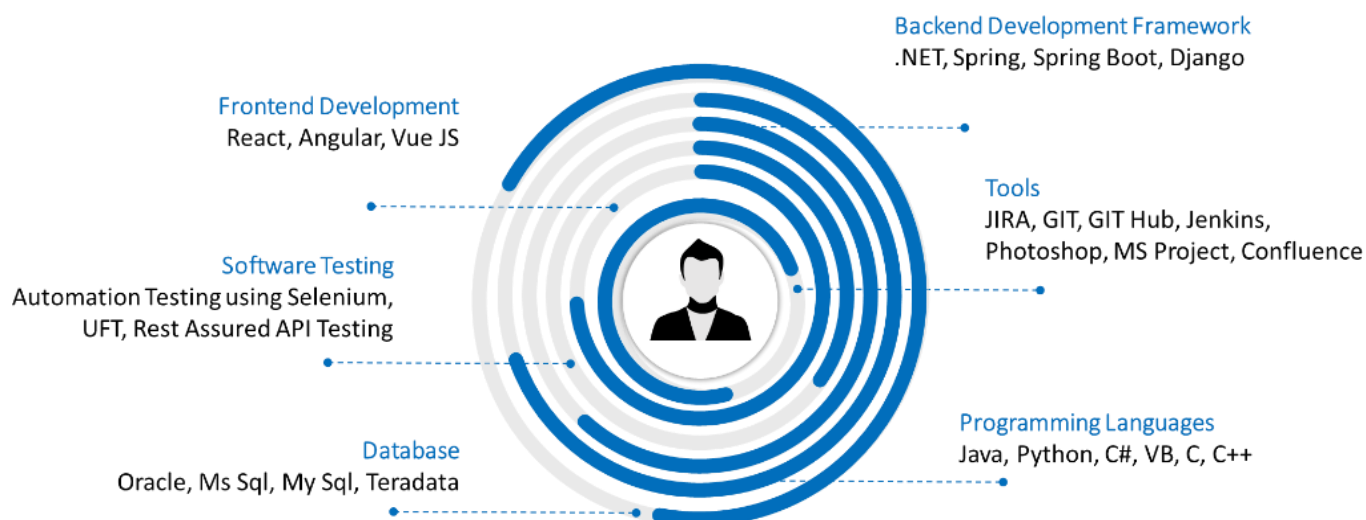 Backend Development Framework
.NET, Spring, Spring Boot, Django
Frontend Development
React, Angular, Vue JS
Tools
JIRA, GIT, GIT Hub, Jenkins,
Photoshop, MS Project, Confluence
Software Testing
Automation Testing using Selenium,
UFT, Rest Assured API Testing
Programming Languages
Java, Python, C#, VB, C, C++
Database
Oracle, Ms Sql, My Sql, Teradata